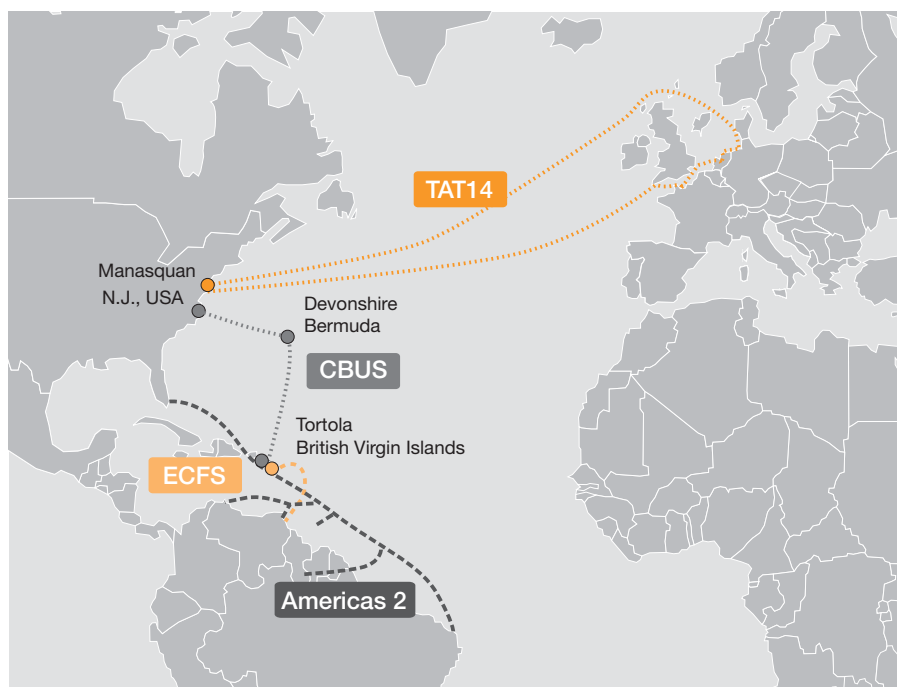 TAT14
Manasquan
N.J., USA
Devonshire
Bermuda
CBUS
Tortola
British Virgin Islands
ECFS
Americas 2